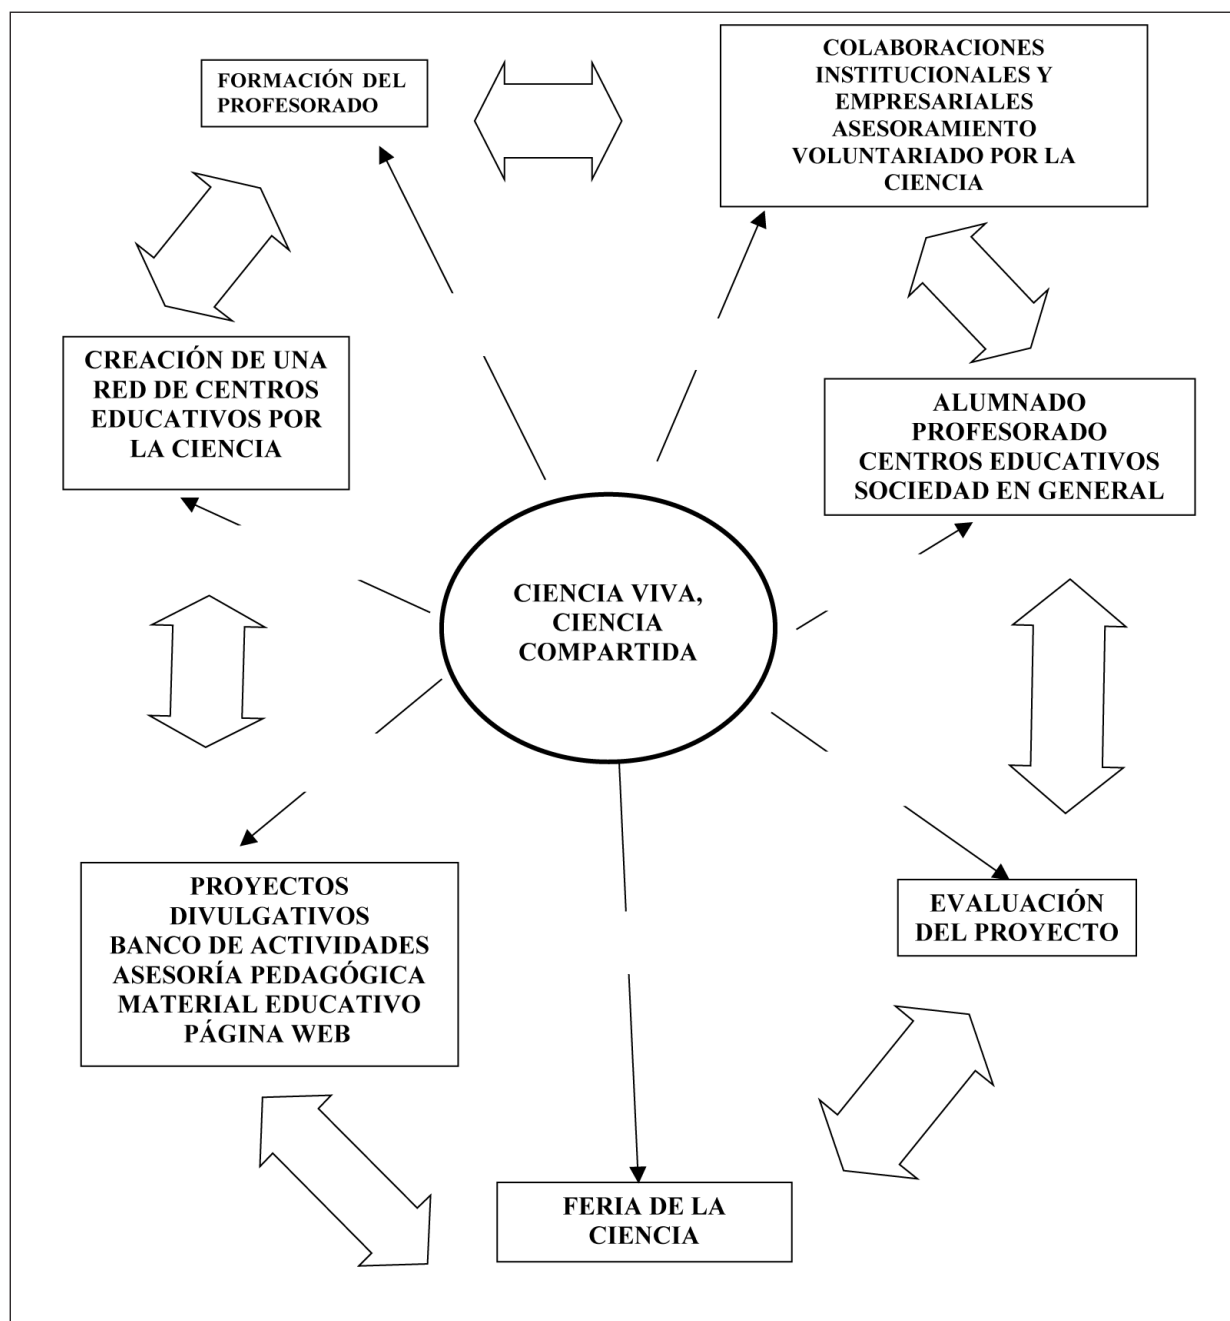 FORMACIÓN DEL
PROFESORADO
COLABORACIONES
INSTITUCIONALES Y
EMPRESARIALES
ASESORAMIENTO
VOLUNTARIADO POR LA
CIENCIA
CREACIÓN DE UNA
RED DE CENTROS
EDUCATIVOS POR
LA CIENCIA
ALUMNADO
PROFESORADO
CENTROS EDUCATIVOS
SOCIEDAD EN GENERAL
CIENCIA VIVA,
CIENCIA
COMPARTIDA
PROYECTOS
DIVULGATIVOS
BANCO DE ACTIVIDADES
ASESORÍA PEDAGÓGICA
MATERIAL EDUCATIVO
PÁGINA WEB
EVALUACIÓN
DEL PROYECTO
FERIA DE LA
CIENCIA